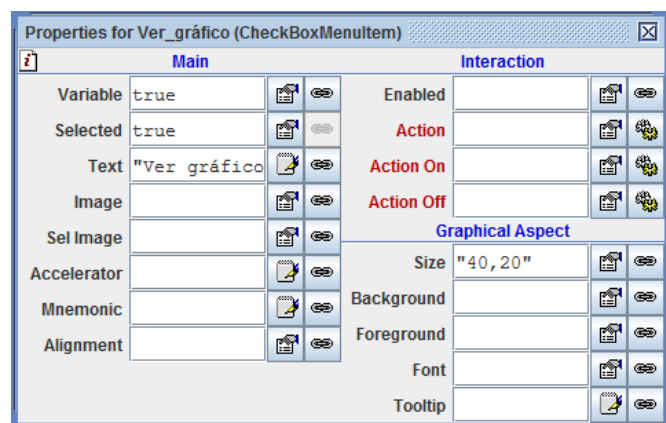 Properties for Ver_gráfico (CheckBoxMenuItem)
i
Main
Variable true
Selected true
Text "Ver gráfico
Image
Sel Image
Accelerator
Mnemonic
Alignment
Interaction
Enabled
Action
Action On
Action Off
Graphical Aspect
Size "40,20"
Background
Foreground
Font
Tooltip